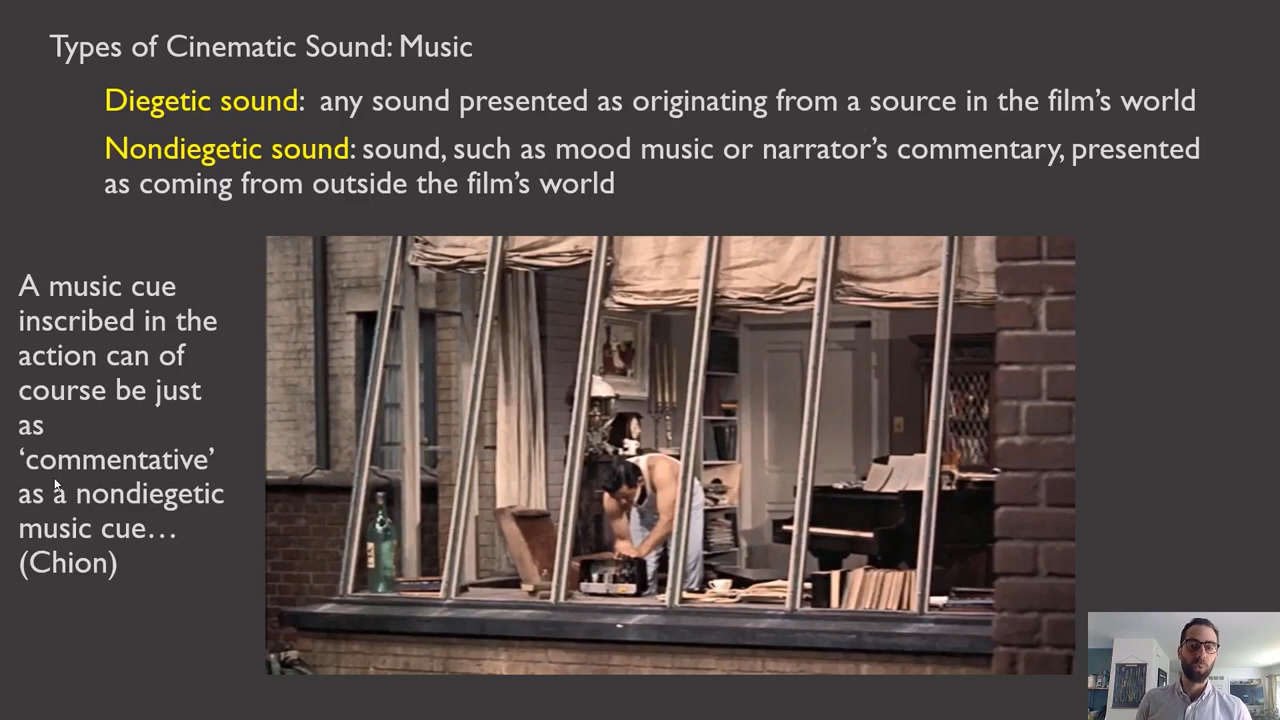 Types of Cinematic Sound: Music
Diegetic sound:  any sound presented as originating from a source in the film’s world
Nondiegetic sound: sound, such as mood music or narrator’s commentary, presented
as coming from outside the film’s world
A music cue
inscribed in the
action can of
course be just
as
‘commentative’
as a nondiegetic
music cue…
(Chion)